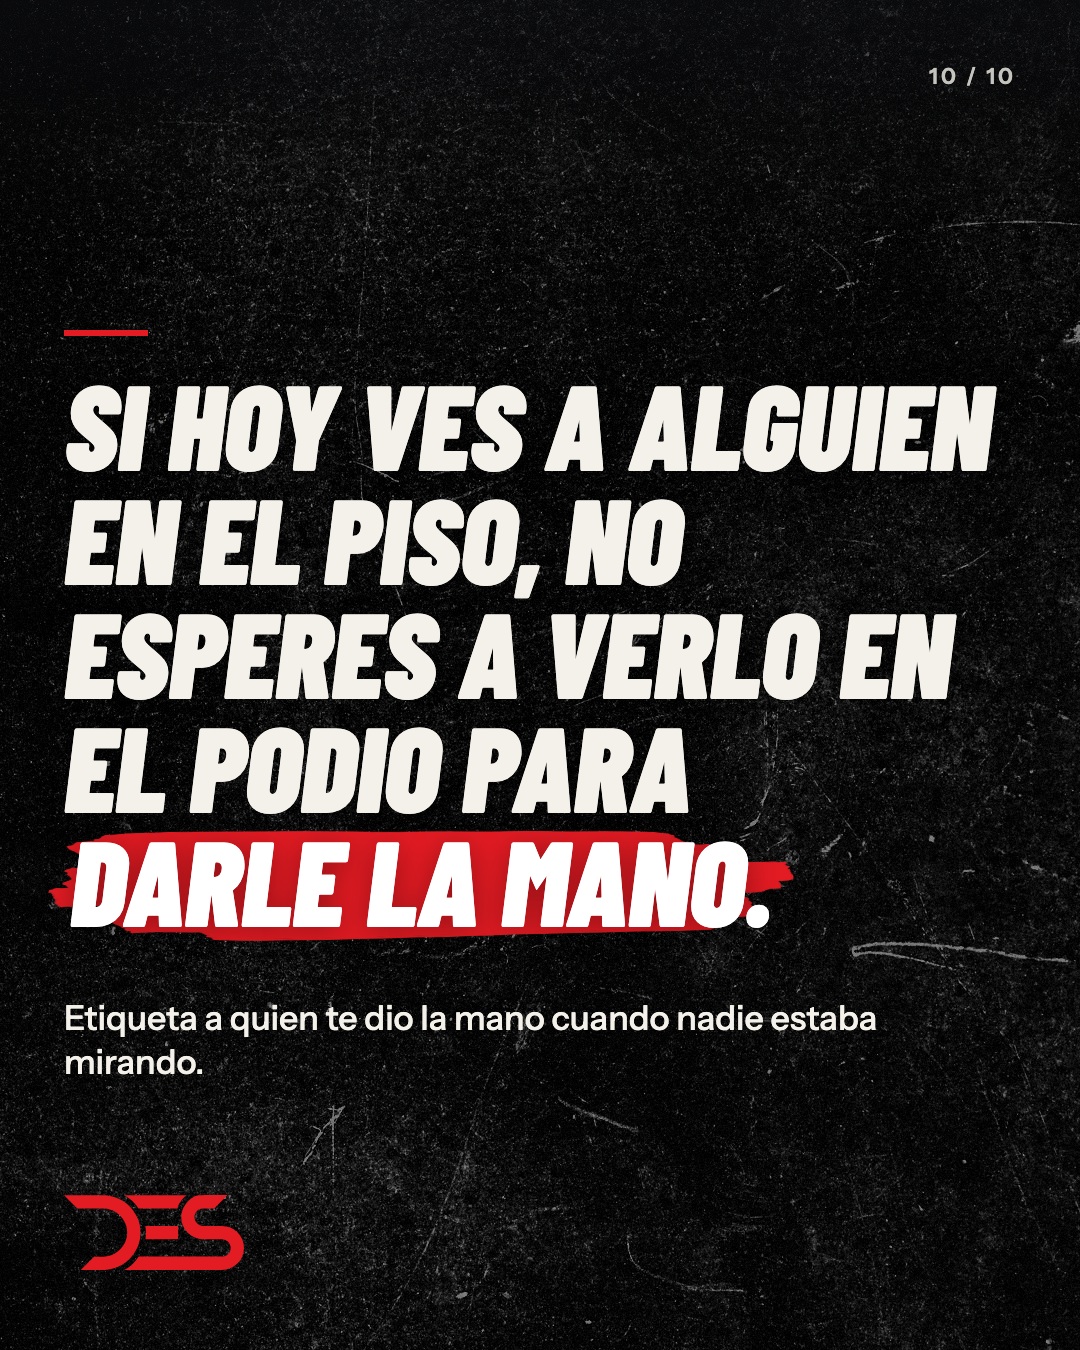 10 / 10
SI HOY VES A ALGUIEN
EN EL PISO, NO
ESPERES A VERLO EN
EL PODIO PARA
DARLE LA MANO.
Etiqueta a quien te dio la mano cuando nadie estaba
mirando.
DES